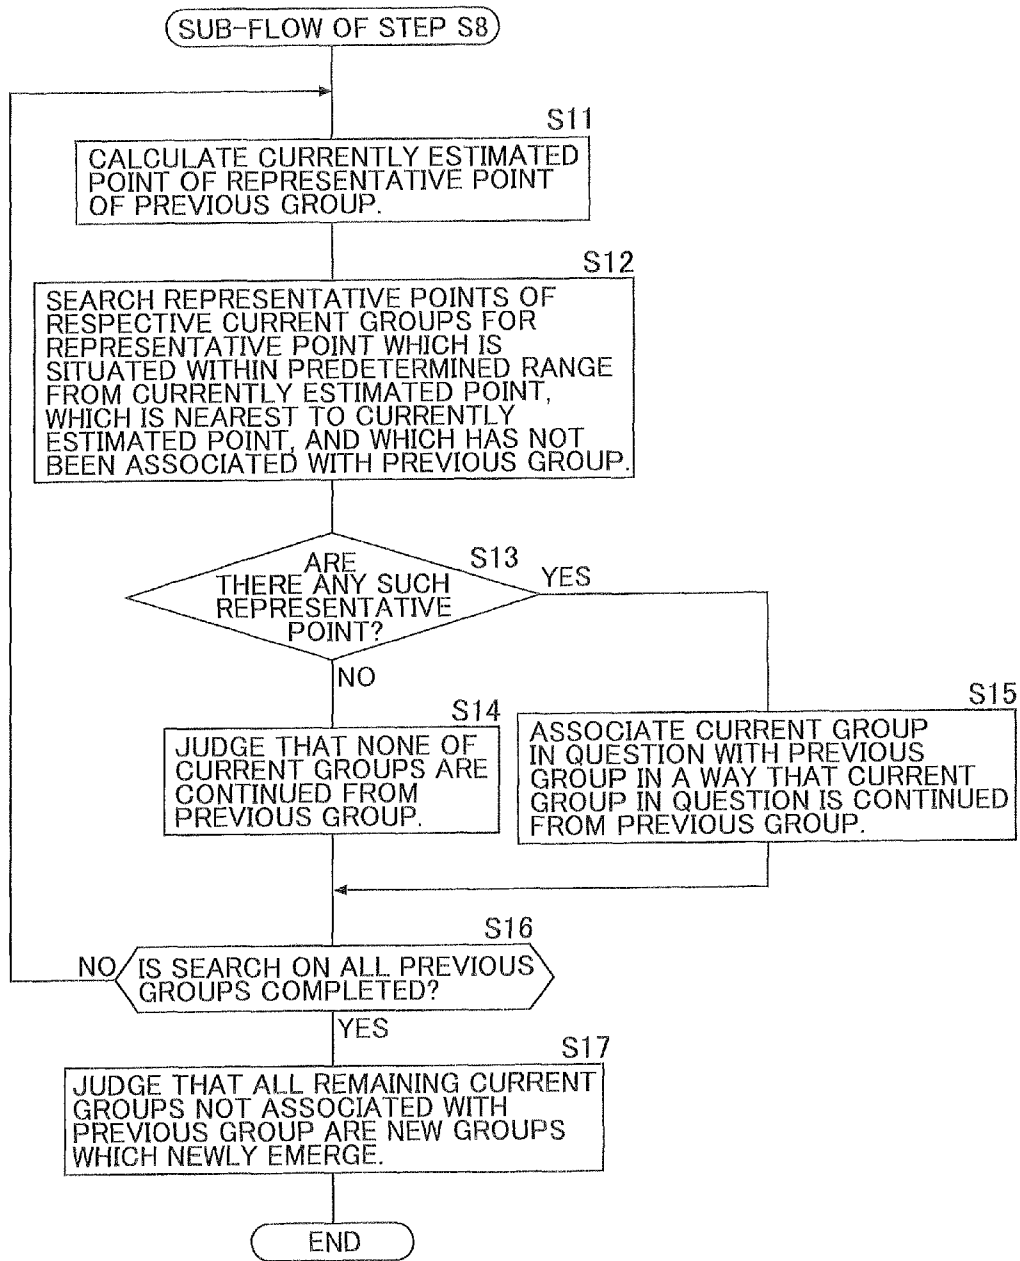 SUB-FLOW OF STEP S8
S11
CALCULATE CURRENTLY ESTIMATED
POINT OF REPRESENTATIVE POINT
OF PREVIOUS GROUP.
S12
SEARCH REPRESENTATIVE POINTS OF
RESPECTIVE CURRENT GROUPS FOR
REPRESENTATIVE POINT WHICH IS
SITUATED WITHIN PREDETERMINED RANGE
FROM CURRENTLY ESTIMATED POINT,
WHICH IS NEAREST TO CURRENTLY
ESTIMATED POINT, AND WHICH HAS NOT
BEEN ASSOCIATED WITH PREVIOUS GROUP.
S13
ARE
THERE ANY SUCH
REPRESENTATIVE
POINT?
YES
NO
S14
JUDGE THAT NONE OF
CURRENT GROUPS ARE
CONTINUED FROM
PREVIOUS GROUP.
S15
ASSOCIATE CURRENT GROUP
IN QUESTION WITH PREVIOUS
GROUP IN A WAY THAT CURRENT
GROUP IN QUESTION IS CONTINUED
FROM PREVIOUS GROUP.
S16
NO
IS SEARCH ON ALL PREVIOUS
GROUPS COMPLETED?
YES
S17
JUDGE THAT ALL REMAINING CURRENT
GROUPS NOT ASSOCIATED WITH
PREVIOUS GROUP ARE NEW GROUPS
WHICH NEWLY EMERGE.
END